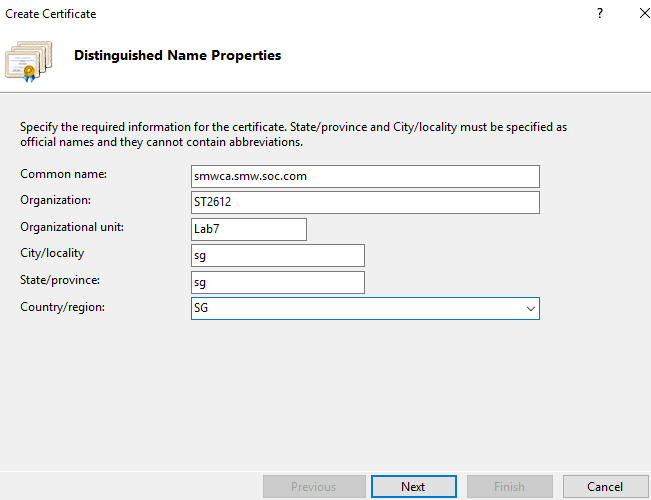 Create Certificate
?
Distinguished Name Properties
Specify the required information for the certificate. State/province and City/locality must be specified as
official names and they cannot contain abbreviations.
Common name: smwca.smw.soc.com
Organization: ST2612
Organizational unit: Lab7
City/locality sg
State/province: sg
Country/region: SG
Previous Next Finish Cancel